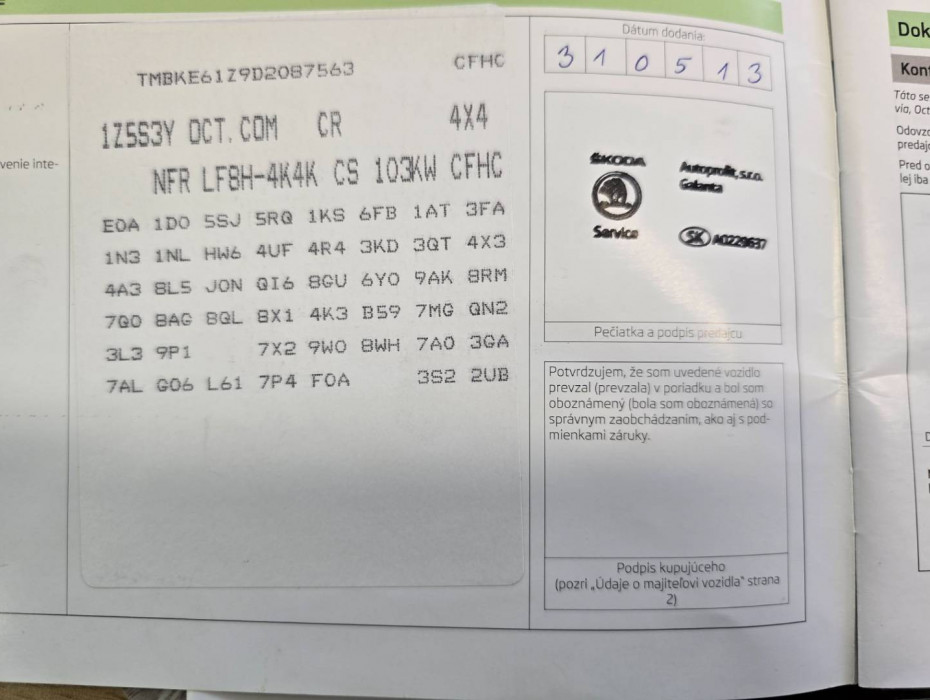 venie inte-
TMBKE61Z9D2087563 CFHC
1Z5S3Y OCT.COM CR 4X4
NFR LF8H-4K4K CS 103KW CFHC
E0A 1D0 5SJ 5RQ 1KS 6FB 1AT 3FA
1N3 1NL HW6 4UF 4R4 3KD 3QT 4X3
4A3 8L5 J0N QI6 8GU 6Y0 9AK 8RM
7Q0 8AG 8QL 8X1 4K3 B59 7MG QN2
3L3 9P1 7X2 9W0 8WH 7A0 3GA
7AL G06 L61 7P4 F0A 3S2 2UB
Dátum dodania:
3 1 0 5 1 3
ŠKODA
Service
Autoprofit, s.r.o.
Galanta
SK A0229637
Pečiatka a podpis predajcu
Potvrdzujem, že som uvedené vozidlo
prevzal (prevzala) v poriadku a bol som
oboznámený (bola som oboznámená) so
správnym zaobchádzaním, ako aj s pod-
mienkami záruky.
Podpis kupujúceho
(pozri „Údaje o majiteľovi vozidla" strana
2)
Dok
Kont
Táto se
via, Oct
Odovzd
predajc
Pred o
lej iba